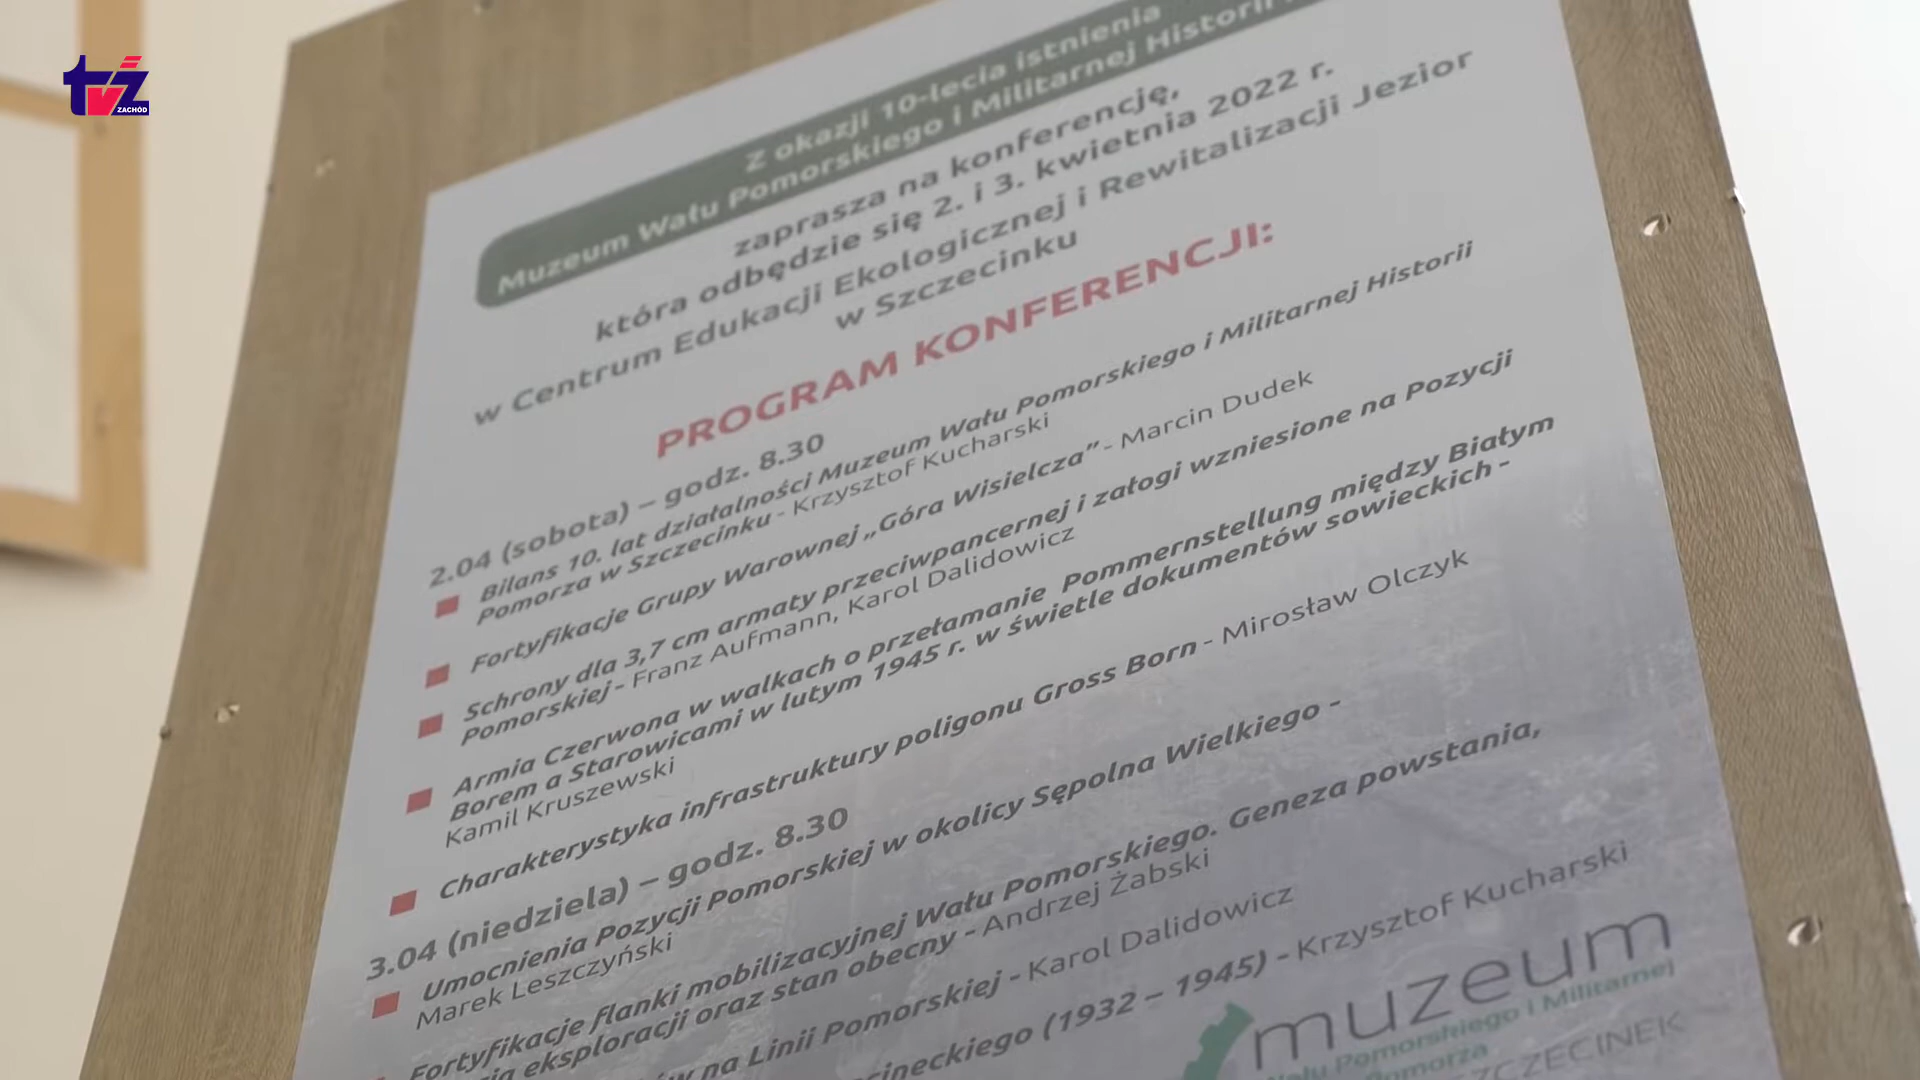 tvż
ZACHÓD
Z okazji 10-lecia istnienia
Muzeum Wału Pomorskiego i Militarnej Historii
zaprasza na konferencję,
która odbędzie się 2. i 3. kwietnia 2022 r.
w Centrum Edukacji Ekologicznej i Rewitalizacji Jezior
w Szczecinku
PROGRAM KONFERENCJI:
2.04 (sobota) – godz. 8.30
Bilans 10. lat działalności Muzeum Wału Pomorskiego i Militarnej Historii
Pomorza w Szczecinku - Krzysztof Kucharski
Fortyfikacje Grupy Warownej „Góra Wisielcza” - Marcin Dudek
Schrony dla 3,7 cm armaty przeciwpancernej i załogi wzniesione na Pozycji
Pomorskiej - Franz Aufmann, Karol Dalidowicz
Armia Czerwona w walkach o przełamanie Pommernstellung między Białym
Borem a Starowicami w lutym 1945 r. w świetle dokumentów sowieckich -
Kamil Kruszewski
Charakterystyka infrastruktury poligonu Gross Born - Mirosław Olczyk
3.04 (niedziela) – godz. 8.30
Umocnienia Pozycji Pomorskiej w okolicy Sępolna Wielkiego -
Marek Leszczyński
Fortyfikacje flanki mobilizacyjnej Wału Pomorskiego. Geneza powstania,
eksploracji oraz stan obecny - Andrzej Żabski
na Linii Pomorskiej - Karol Dalidowicz
(1932 – 1945) - Krzysztof Kucharski
muzeum
Wału Pomorskiego i Militarnej
Pomorza
SZCZECINEK